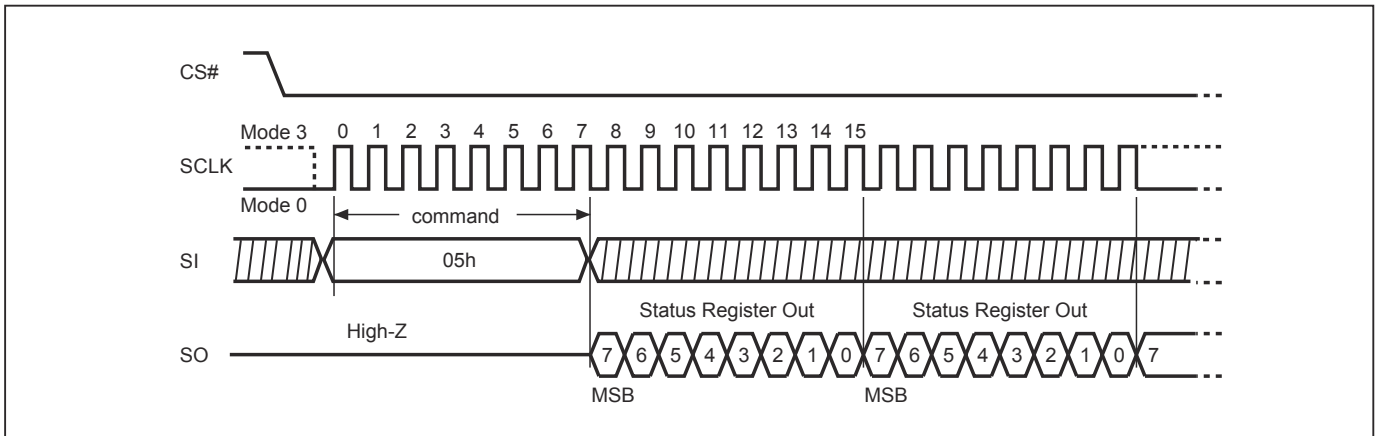 CS#
Mode 3 0 1 2 3 4 5 6 7 8 9 10 11 12 13 14 15
SCLK
Mode 0
command
SI 05h
Status Register Out Status Register Out
High-Z
SO 7 6 5 4 3 2 1 0 7 6 5 4 3 2 1 0 7
MSB MSB